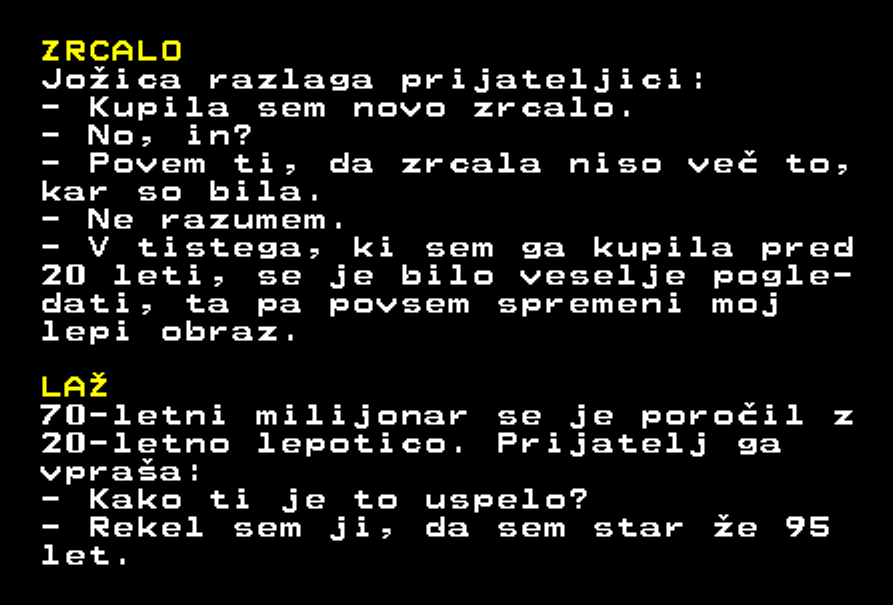 ZRCALO
Jožica razlaga prijateljici:
- Kupila sem novo zrcalo.
- No, in?
- Povem ti, da zrcala niso več to,
kar so bila.
- Ne razumem.
- V tistega, ki sem ga kupila pred
20 leti, se je bilo veselje pogle-
dati, ta pa povsem spremeni moj
lepi obraz.
LAŽ
70-letni milijonar se je poročil z
20-letno lepotico. Prijatelj ga
vpraša:
- Kako ti je to uspelo?
- Rekel sem ji, da sem star že 95
let.